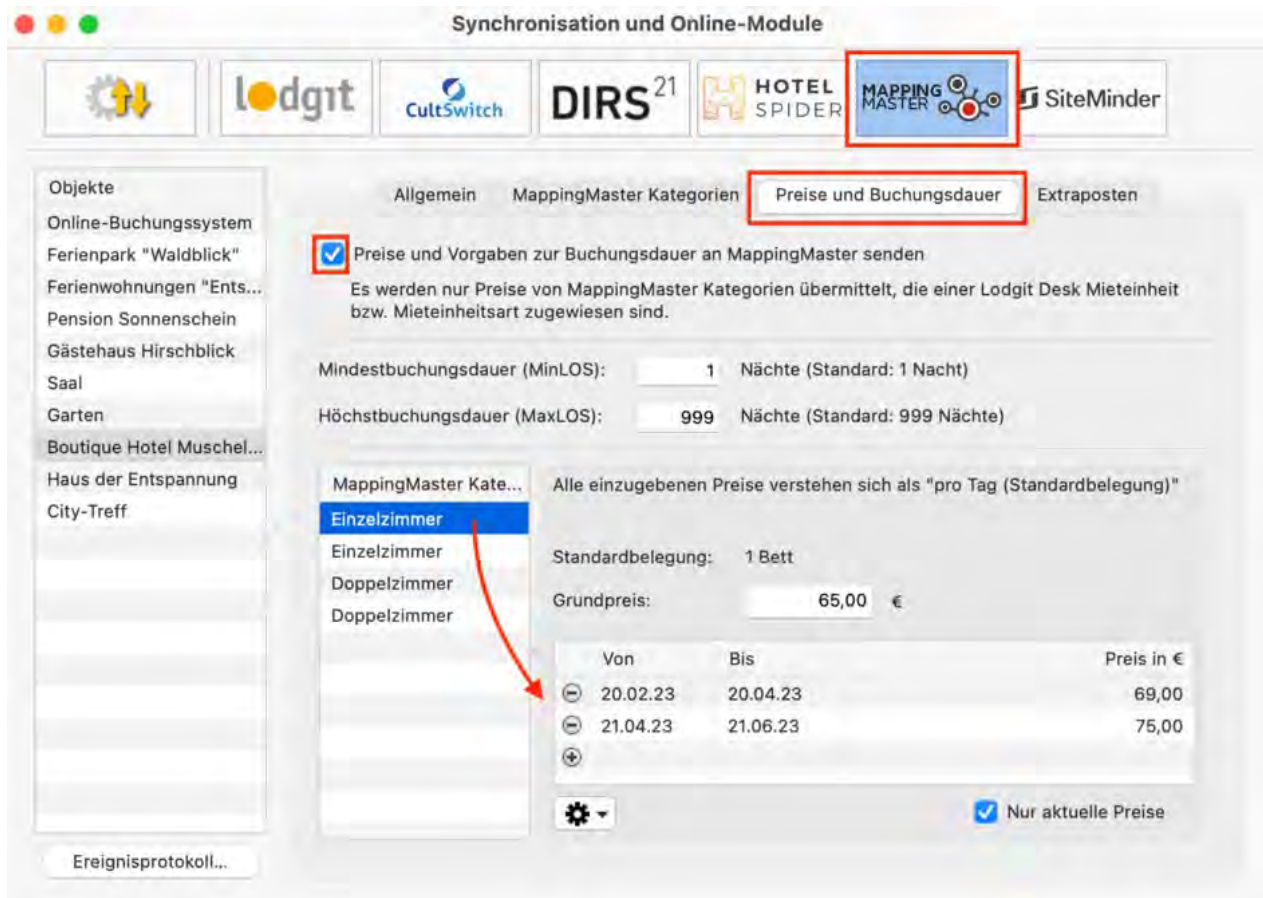 Synchronisation und Online-Module
lodgit
CultSwitch
DIRS21
HOTEL SPIDER
MAPPING MASTER
SiteMinder
Objekte
Online-Buchungssystem
Ferienpark "Waldblick"
Ferienwohnungen "Ents...
Pension Sonnenschein
Gästehaus Hirschblick
Saal
Garten
Boutique Hotel Muschel...
Haus der Entspannung
City-Treff
Ereignisprotokoll...
Allgemein MappingMaster Kategorien Preise und Buchungsdauer Extraposten
Preise und Vorgaben zur Buchungsdauer an MappingMaster senden
Es werden nur Preise von MappingMaster Kategorien übermittelt, die einer Lodgit Desk Mieteinheit
bzw. Mieteinheitsart zugewiesen sind.
Mindestbuchungsdauer (MinLOS): 1 Nächte (Standard: 1 Nacht)
Höchstbuchungsdauer (MaxLOS): 999 Nächte (Standard: 999 Nächte)
MappingMaster Kate...
Einzelzimmer
Einzelzimmer
Doppelzimmer
Doppelzimmer
Alle einzugebenen Preise verstehen sich als "pro Tag (Standardbelegung)"
Standardbelegung: 1 Bett
Grundpreis: 65,00 €
Von Bis Preis in €
20.02.23 20.04.23 69,00
21.04.23 21.06.23 75,00
Nur aktuelle Preise